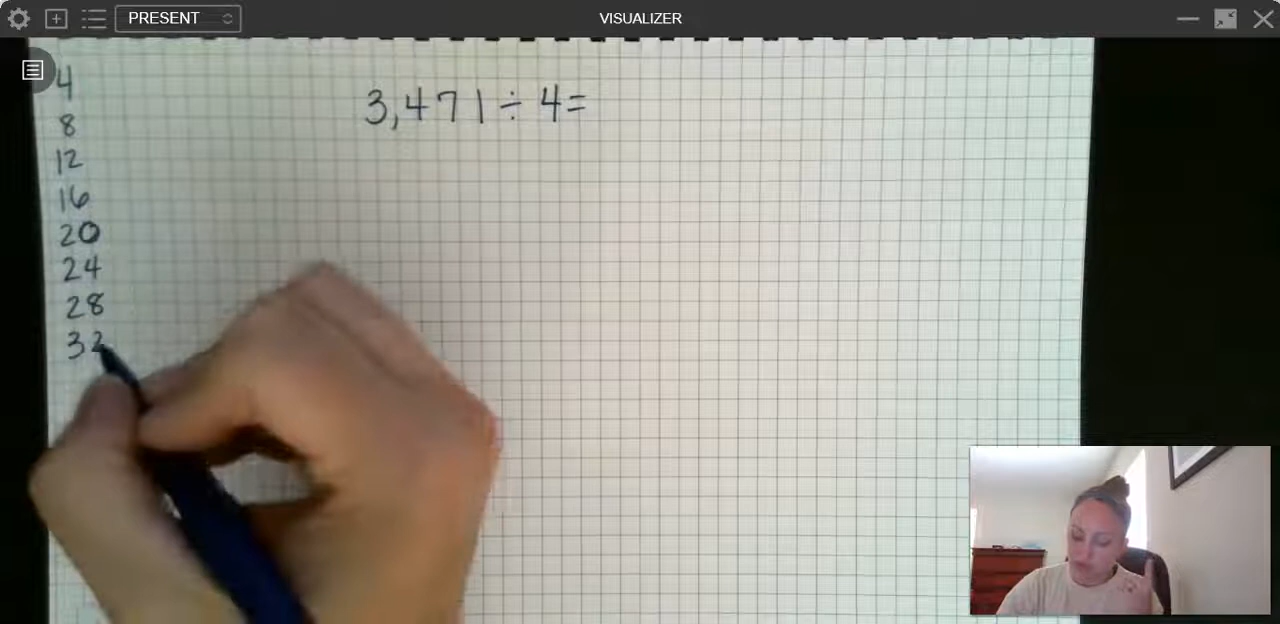 PRESENT
VISUALIZER
3,471 ÷ 4=
4
8
12
16
20
24
28
32